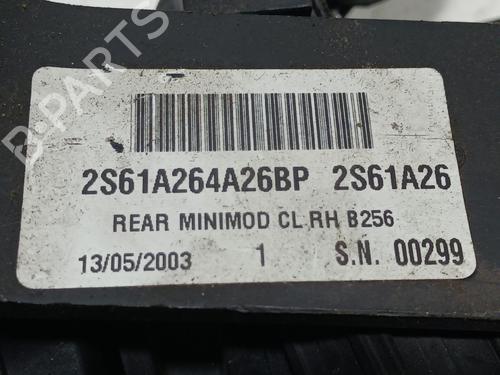 B-PARTS
2S61A264A26BP 2S61A26
REAR MINIMOD CL.RH B256
13/05/2003 1 S.N. 00299